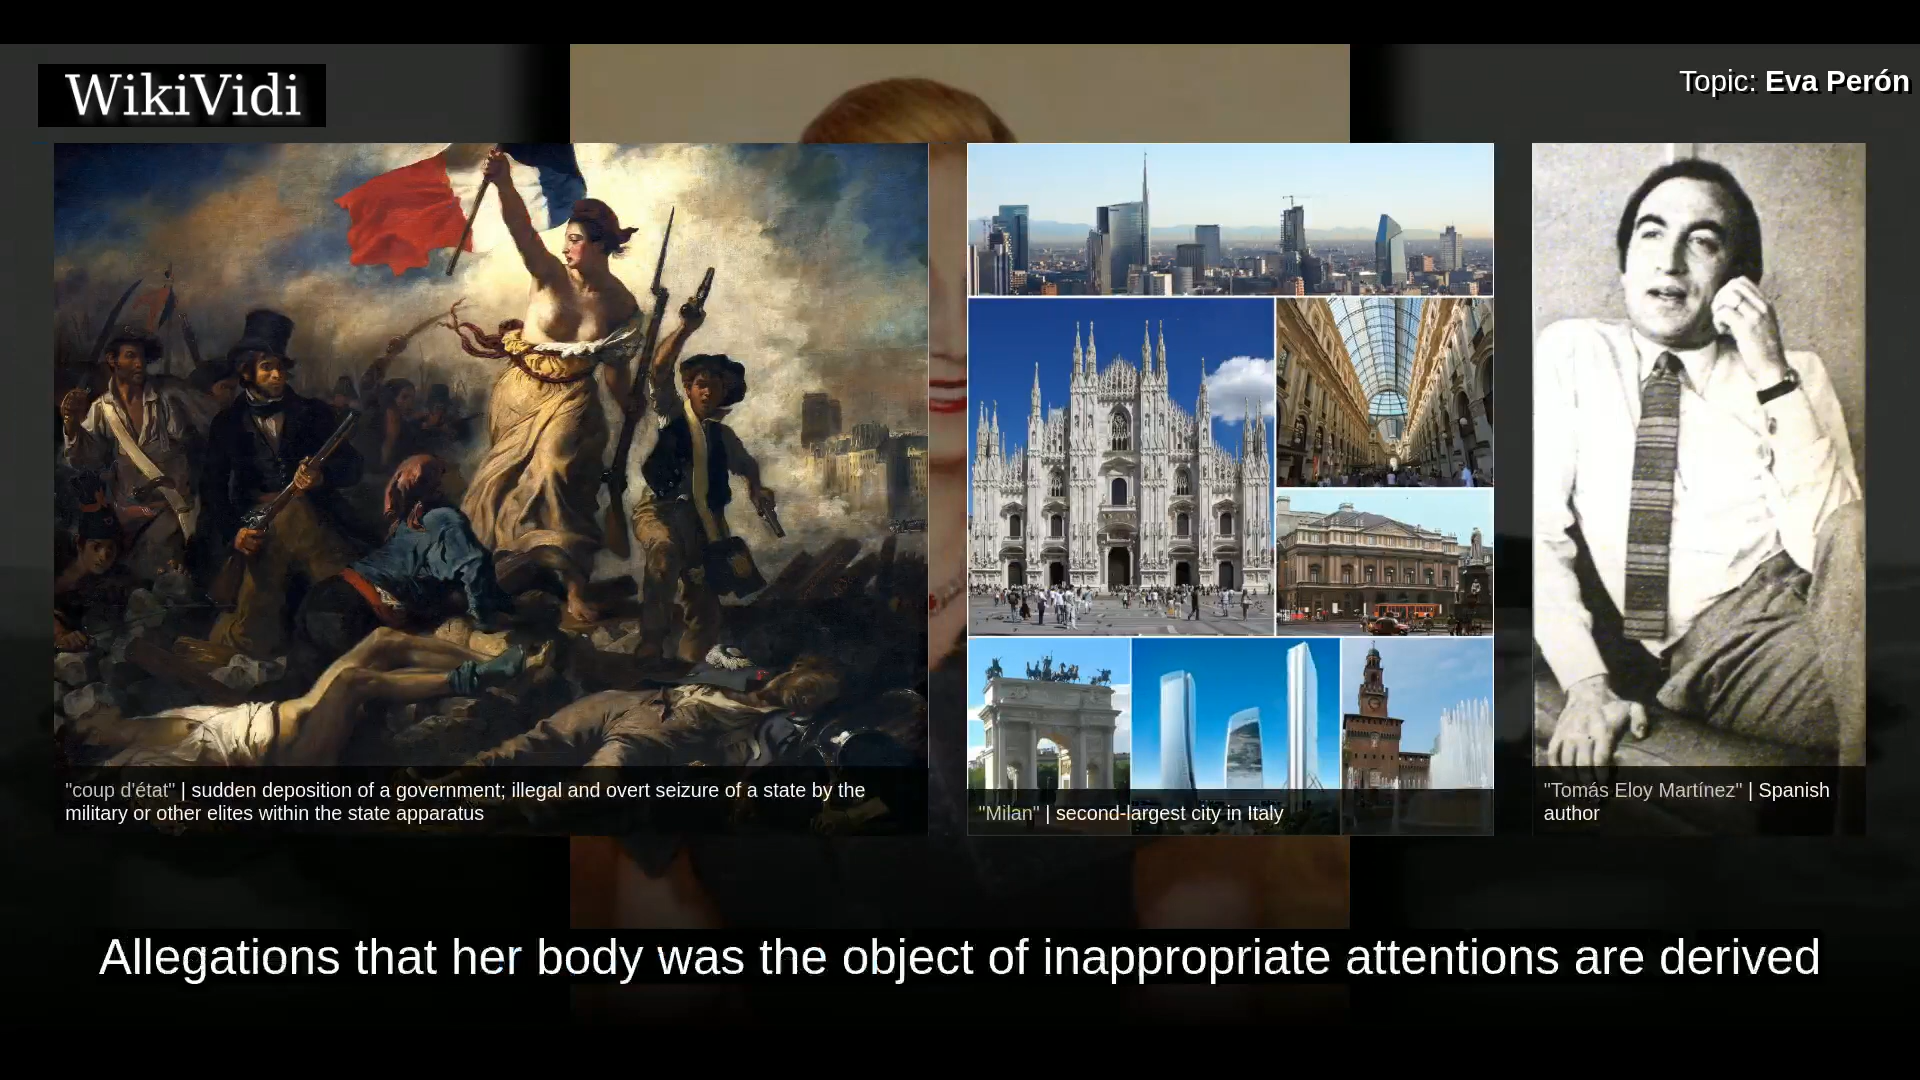 WikiVidi
Topic: Eva Perón
"coup d'état" | sudden deposition of a government; illegal and overt seizure of a state by the
military or other elites within the state apparatus
"Milan" | second-largest city in Italy
"Tomás Eloy Martínez" | Spanish
author
Allegations that her body was the object of inappropriate attentions are derived